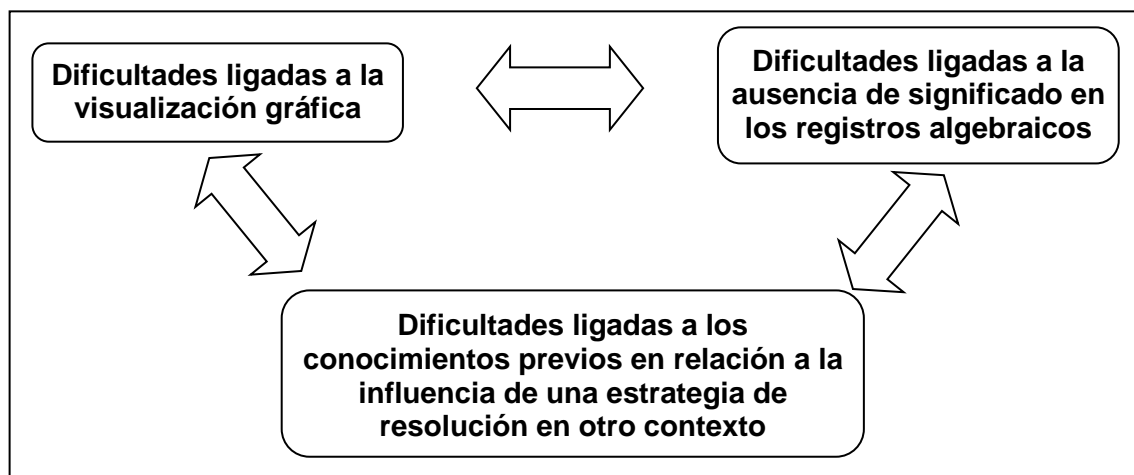 Dificultades ligadas a la
visualización gráfica
Dificultades ligadas a la
ausencia de significado en
los registros algebraicos
Dificultades ligadas a los
conocimientos previos en relación a la
influencia de una estrategia de
resolución en otro contexto